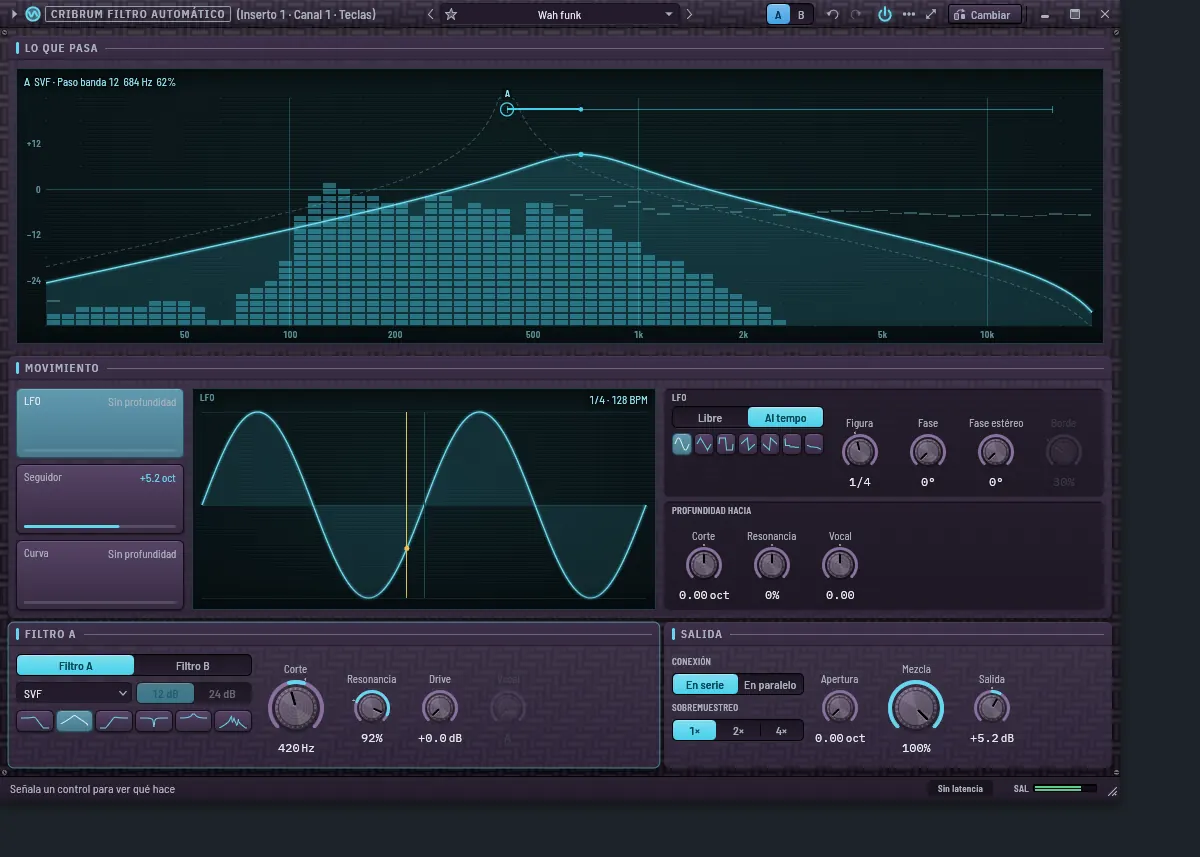 CRIBRUM FILTRO AUTOMÁTICO (Inserto 1 · Canal 1 · Teclas) Wah funk A B Cambiar
LO QUE PASA
A SVF · Paso banda 12 684 Hz 62%
A
+12
0
-12
-24
50 100 200 500 1k 2k 5k 10k
MOVIMIENTO
LFO Sin profundidad
Seguidor +5.2 oct
Curva Sin profundidad
LFO 1/4 · 128 BPM
LFO
Libre Al tempo
Figura Fase Fase estéreo Borde
1/4 0° 0° 30%
PROFUNDIDAD HACIA
Corte Resonancia Vocal
0.00 oct 0% 0.00
FILTRO A
Filtro A Filtro B
SVF 12 dB 24 dB
Corte Resonancia Drive
420 Hz 92% +0.0 dB
SALIDA
CONEXIÓN
En serie En paralelo
SOBREMUESTREO
1× 2× 4×
Apertura Mezcla Salida
0.00 oct 100% +5.2 dB
Señala un control para ver qué hace Sin latencia SAL